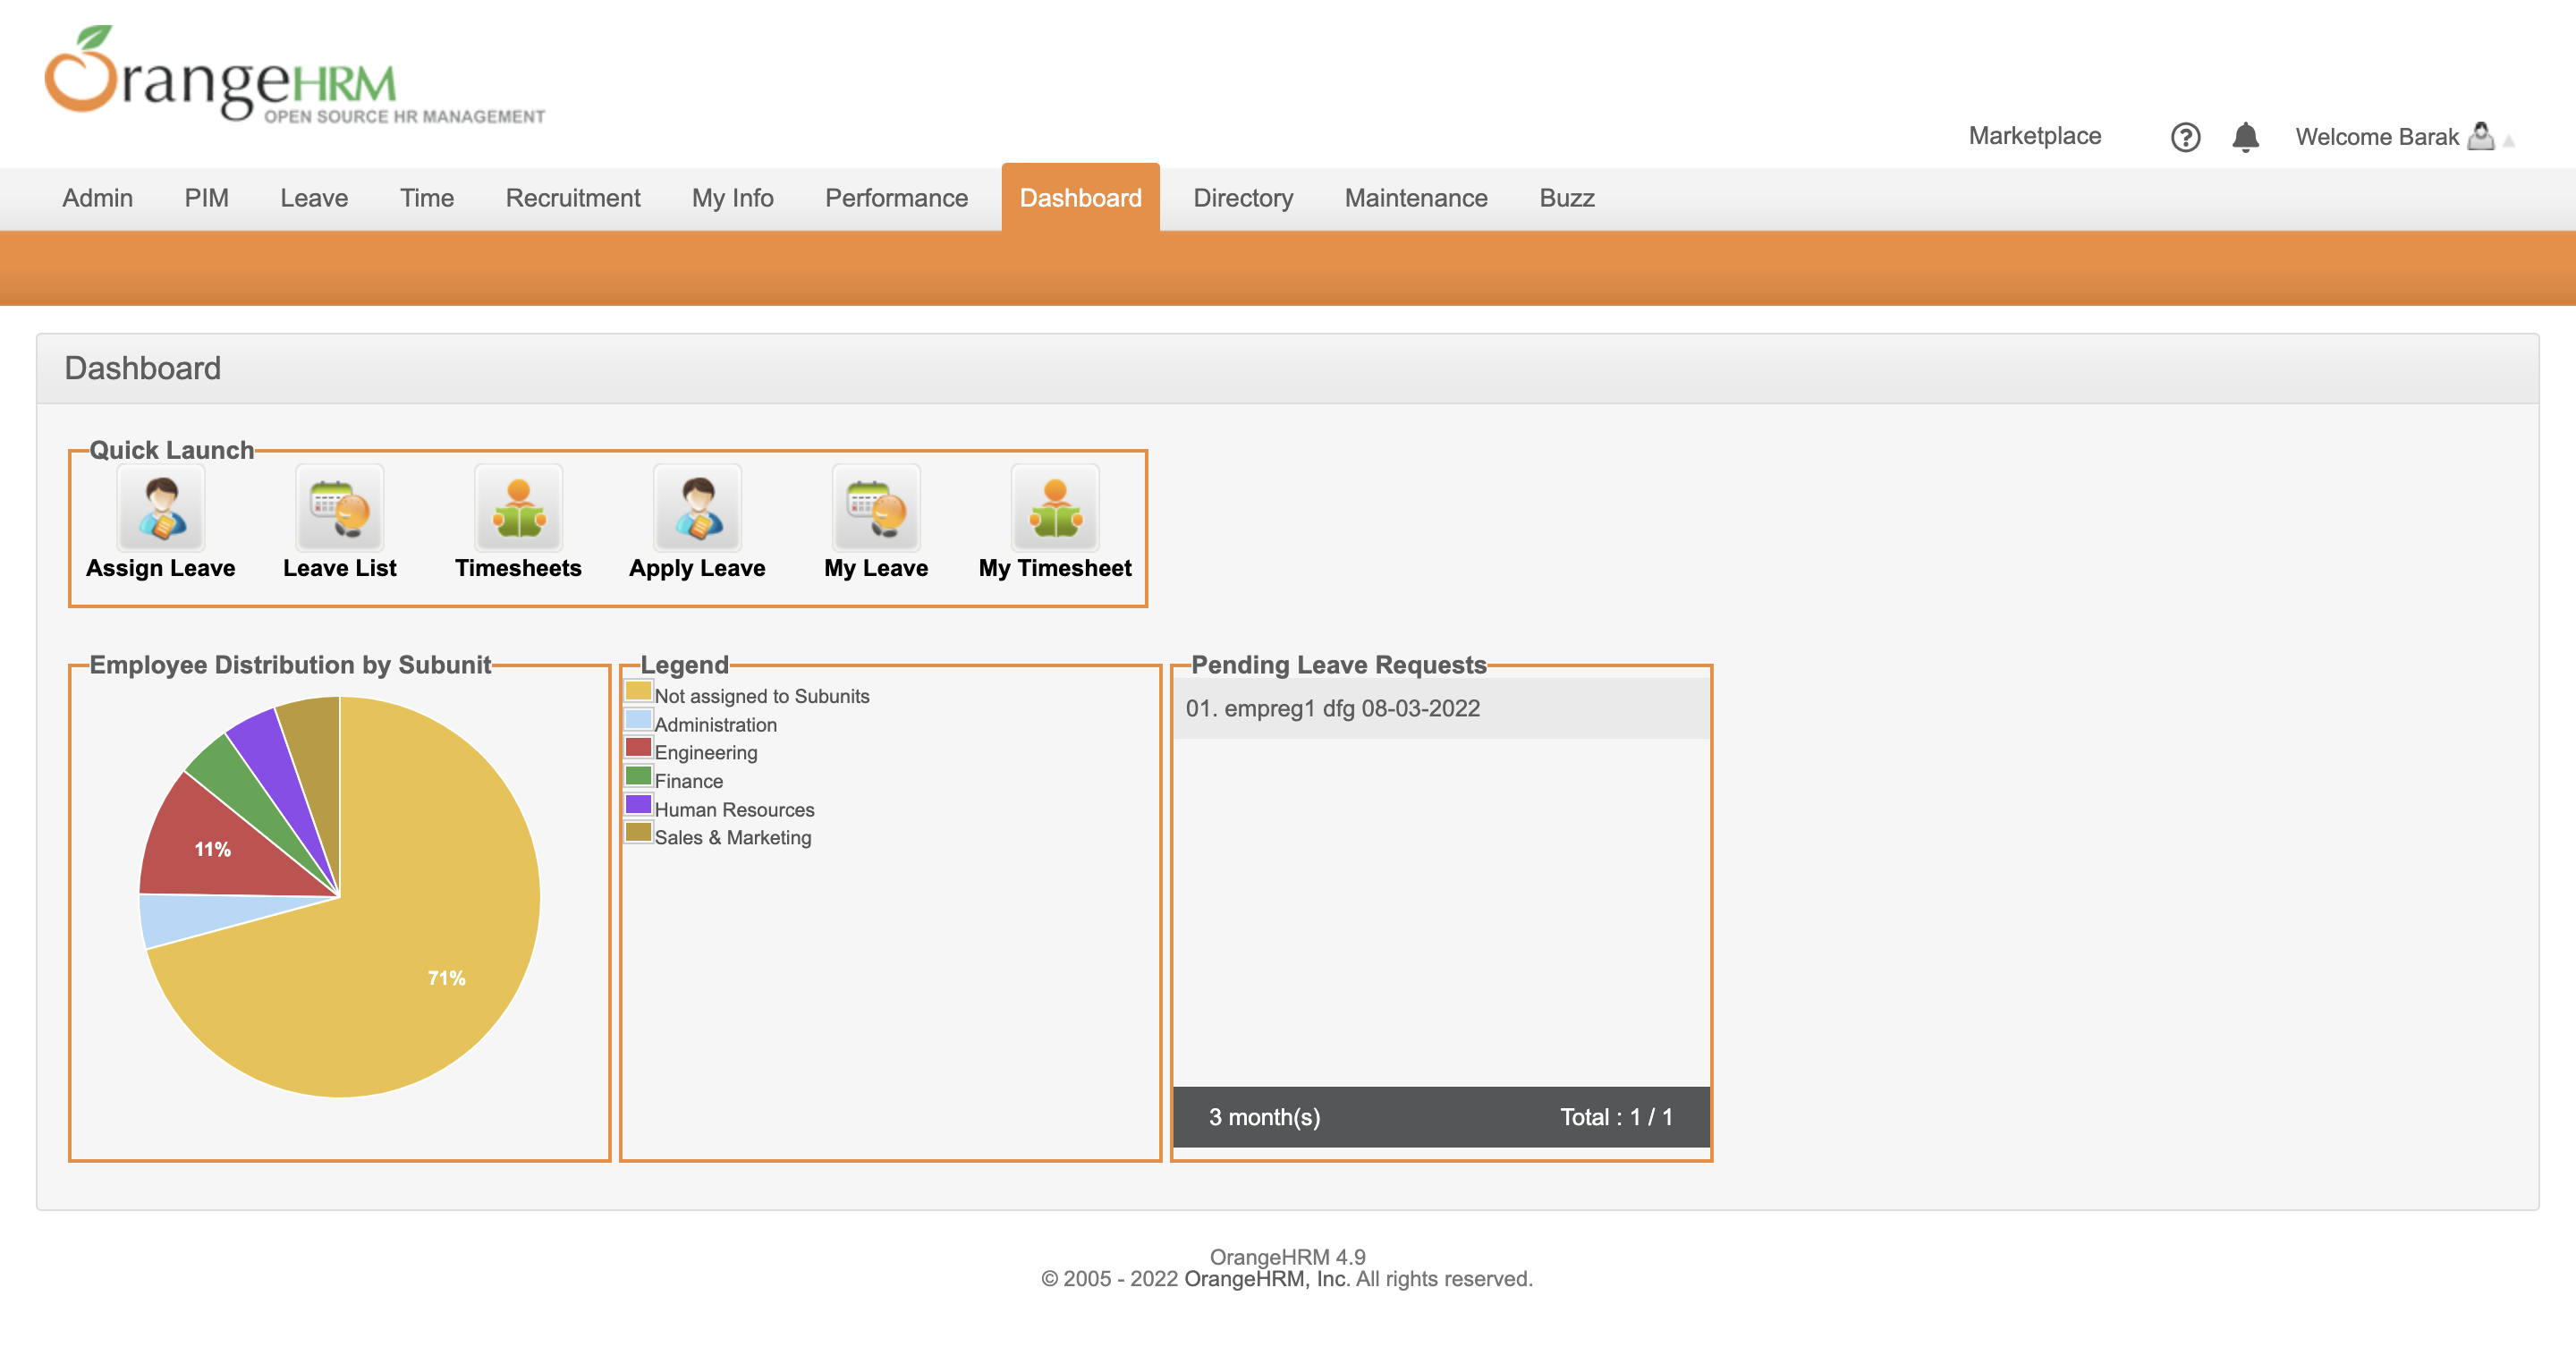 OrangeHRM
OPEN SOURCE HR MANAGEMENT
Marketplace ? Welcome Barak
Admin PIM Leave Time Recruitment My Info Performance Dashboard Directory Maintenance Buzz
Dashboard
Quick Launch
Assign Leave Leave List Timesheets Apply Leave My Leave My Timesheet
Employee Distribution by Subunit
11%
71%
Legend
Not assigned to Subunits
Administration
Engineering
Finance
Human Resources
Sales & Marketing
Pending Leave Requests
01. empreg1 dfg 08-03-2022
3 month(s) Total : 1 / 1
OrangeHRM 4.9
© 2005 - 2022 OrangeHRM, Inc. All rights reserved.